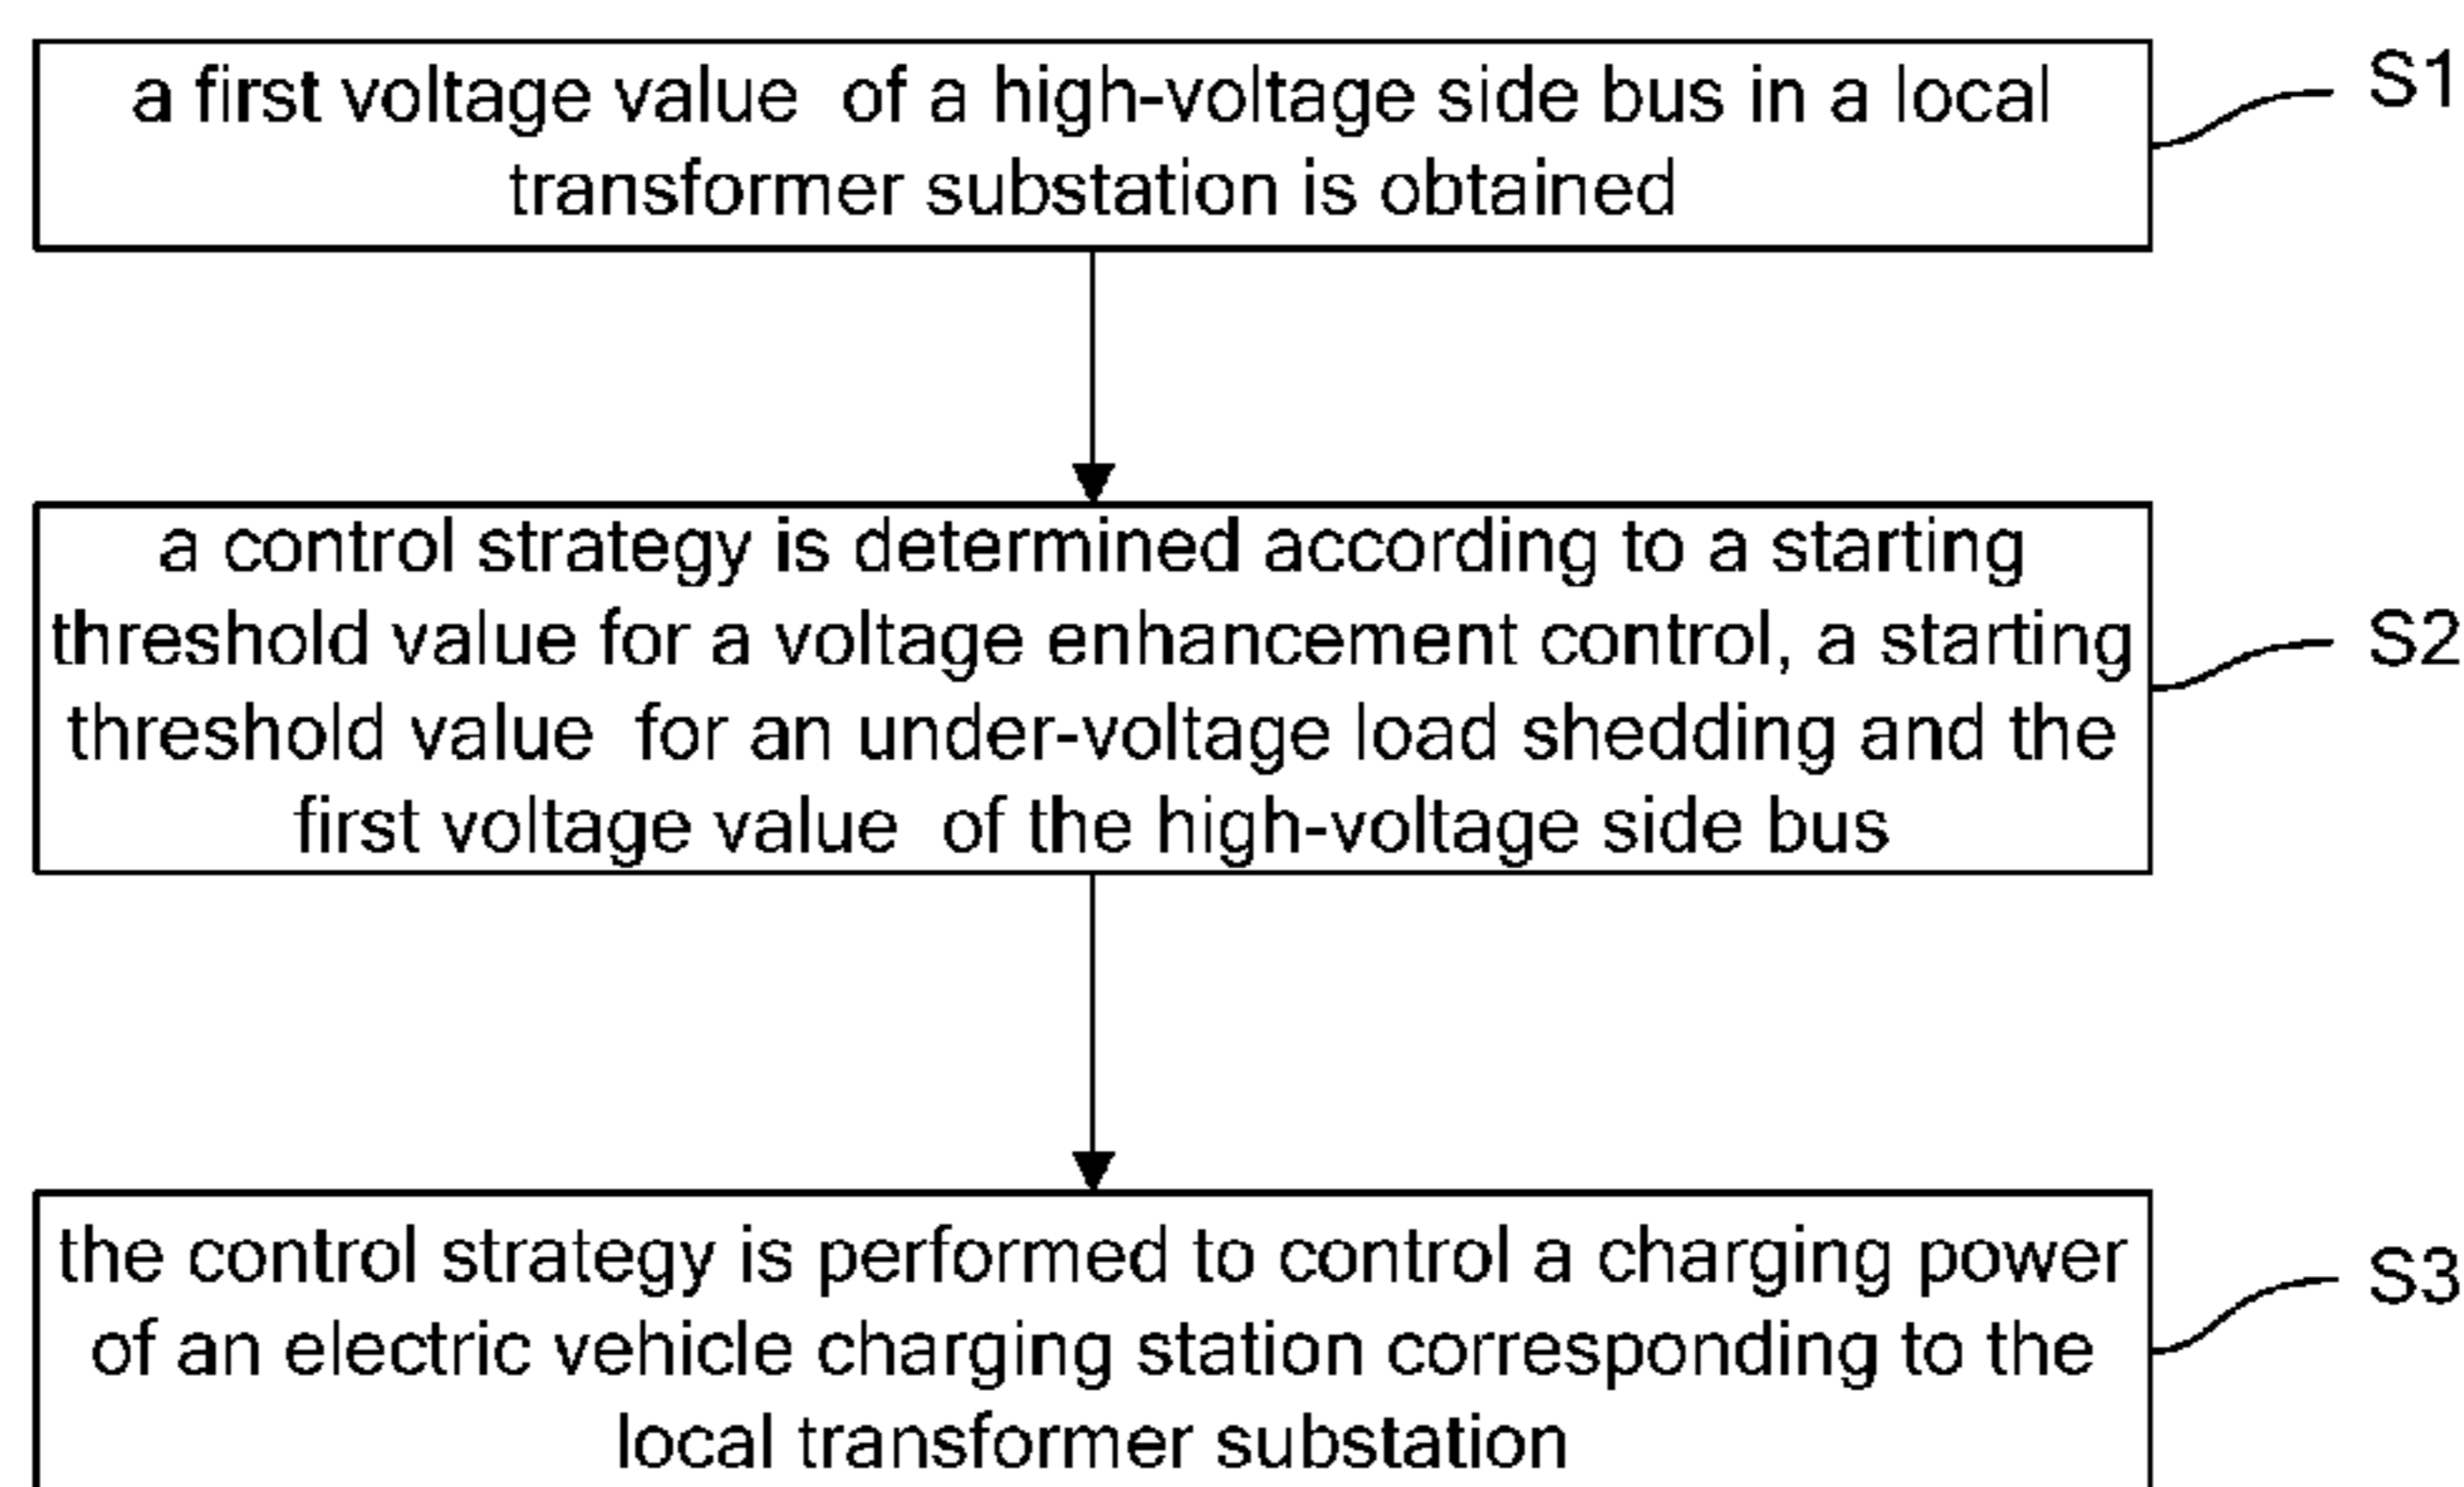 a first voltage value of a high-voltage side bus in a local
transformer substation is obtained
S1
a control strategy is determined according to a starting
threshold value for a voltage enhancement control, a starting
threshold value for an under-voltage load shedding and the
first voltage value of the high-voltage side bus
S2
the control strategy is performed to control a charging power
of an electric vehicle charging station corresponding to the
local transformer substation
S3